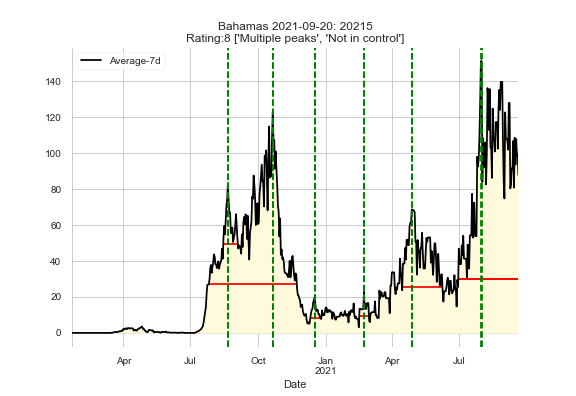 Bahamas 2021-09-20: 20215
Rating:8 ['Multiple peaks', 'Not in control']
Average-7d
140
120
100
80
60
40
20
0
Apr
Jul
Oct
Jan
2021
Apr
Jul
Date